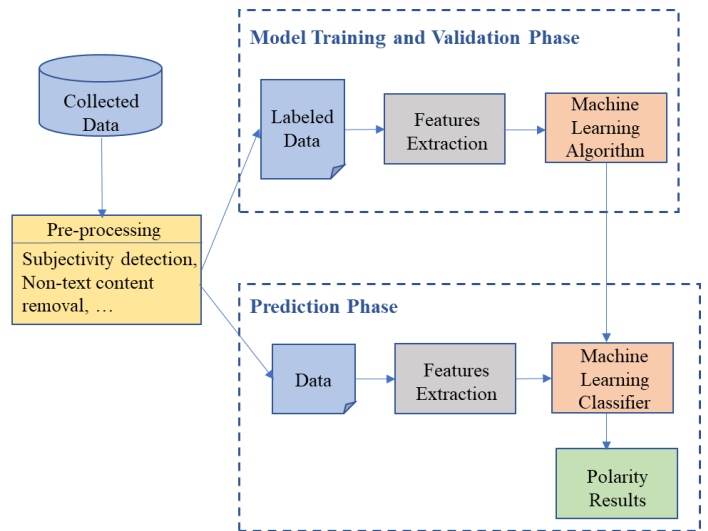 Collected
Data
Pre-processing
Subjectivity detection,
Non-text content
removal, …
Model Training and Validation Phase
Labeled
Data
Features
Extraction
Machine
Learning
Algorithm
Prediction Phase
Data
Features
Extraction
Machine
Learning
Classifier
Polarity
Results